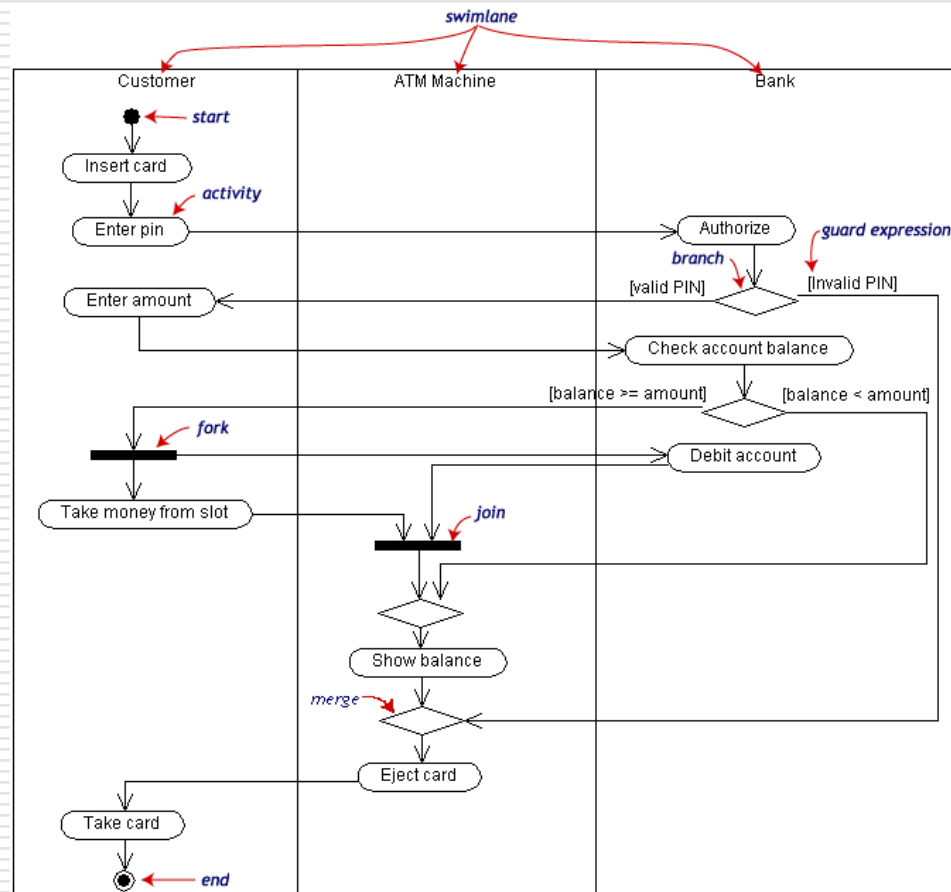 swimlane
Customer
ATM Machine
Bank
start
Insert card
activity
Enter pin
Authorize
guard expression
branch
[valid PIN]
[Invalid PIN]
Enter amount
Check account balance
[balance >= amount]
[balance < amount]
fork
Debit account
Take money from slot
join
Show balance
merge
Eject card
Take card
end